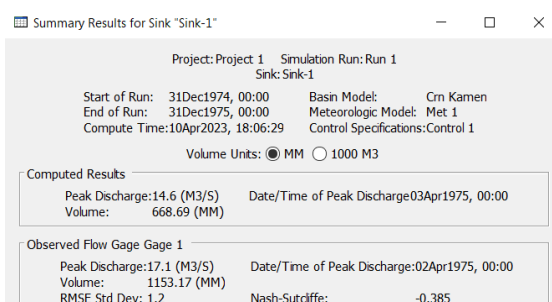 Summary Results for Sink "Sink-1"
Project: Project 1 Simulation Run: Run 1
Sink: Sink-1
Start of Run: 31Dec1974, 00:00 Basin Model: Crn Kamen
End of Run: 31Dec1975, 00:00 Meteorologic Model: Met 1
Compute Time:10Apr2023, 18:06:29 Control Specifications:Control 1
Volume Units: MM 1000 M3
Computed Results
Peak Discharge:14.6 (M3/S) Date/Time of Peak Discharge03Apr1975, 00:00
Volume: 668.69 (MM)
Observed Flow Gage Gage 1
Peak Discharge:17.1 (M3/S) Date/Time of Peak Discharge:02Apr1975, 00:00
Volume: 1153.17 (MM)
RMSE Std Dev: 1.2 Nash-Sutcliffe: -0.385